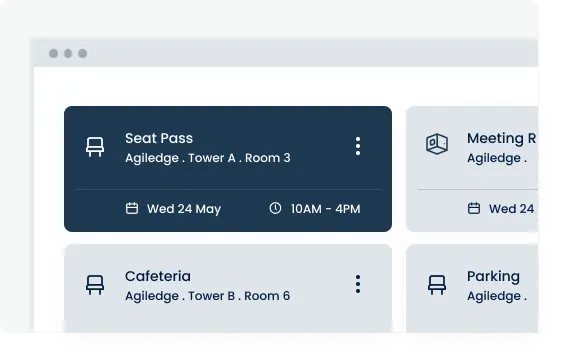 Seat Pass
Agiledge . Tower A . Room 3
Wed 24 May
10AM - 4PM
Meeting R
Agiledge .
Wed 24
Cafeteria
Agiledge . Tower B . Room 6
Parking
Agiledge .